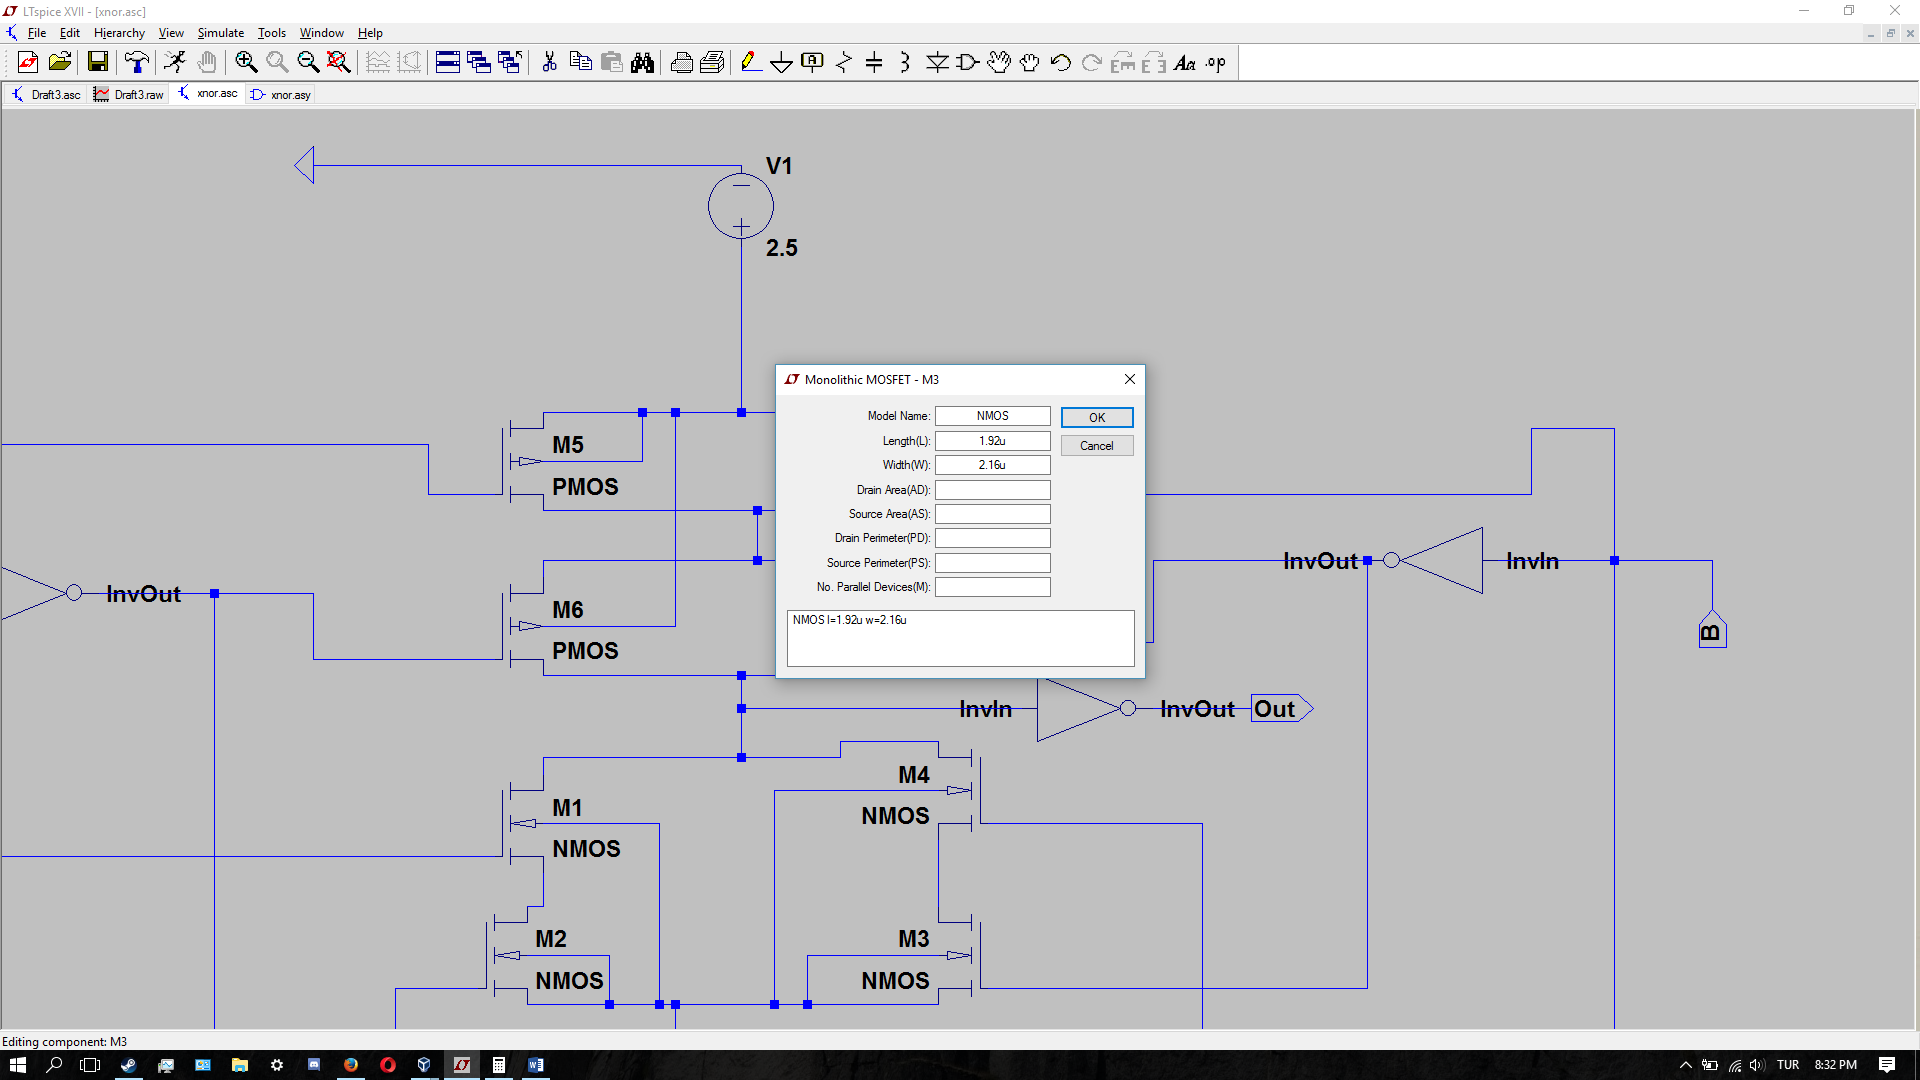 LTspice XVII - [xnor.asc]
File Edit Hierarchy View Simulate Tools Window Help
A Aa .op
Draft3.asc Draft3.raw xnor.asc xnor.asy
V1
2.5
Monolithic MOSFET - M3
Model Name: NMOS OK
Length(L): 1.92u
Cancel
Width(W): 2.16u
Drain Area(AD):
Source Area(AS):
Drain Perimeter(PD):
Source Perimeter(PS):
No. Parallel Devices(M):
NMOS l=1.92u w=2.16u
M5
PMOS
InvOut InvIn
InvOut
M6
B
PMOS
InvIn InvOut Out
M4
M1
NMOS
NMOS
M2 M3
NMOS NMOS
Editing component: M3
TUR 8:32 PM